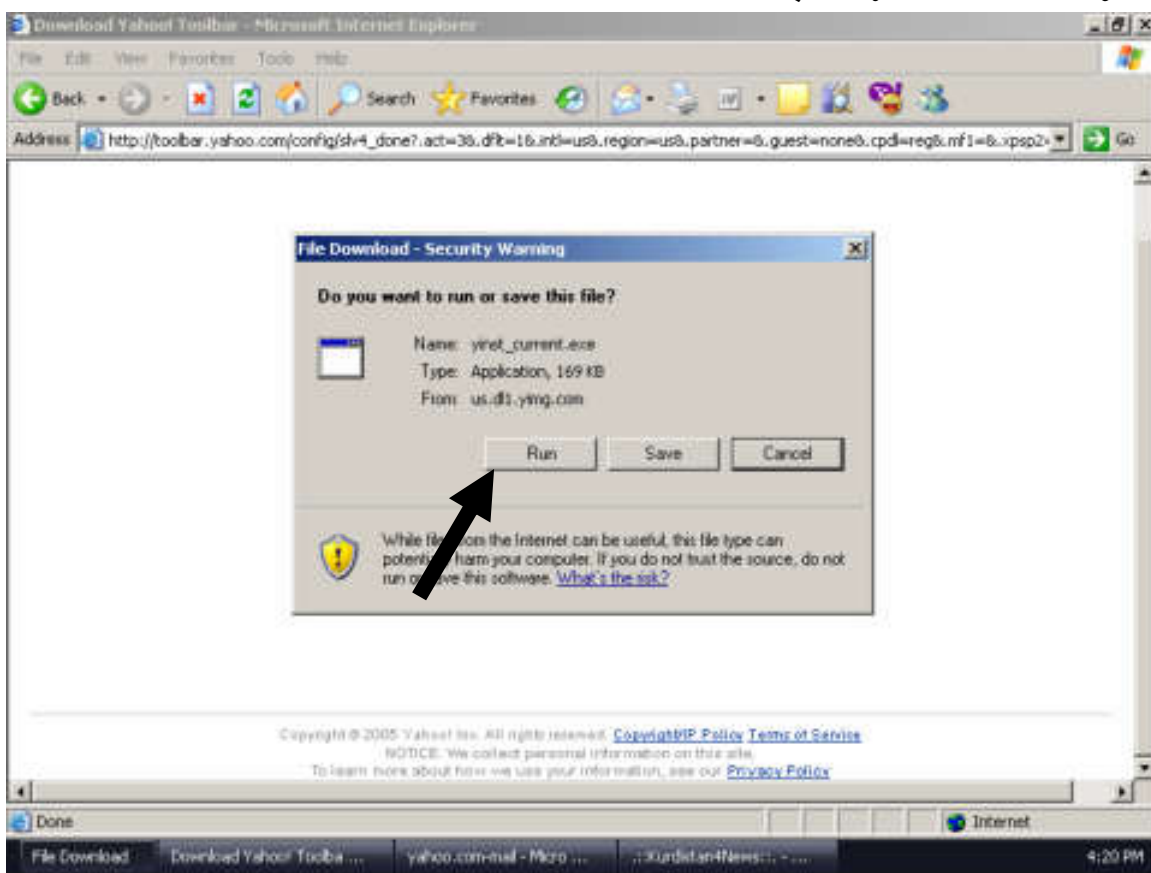 Download Yahoo! Toolbar - Microsoft Internet Explorer
File Edit View Favorites Tools Help
Back Search Favorites
Address http://toolbar.yahoo.com/config/slv4_done?.act=3&.dflt=1&.intl=us&.region=us&.partner=&.guest=none&.cpdl=reg&.mf1=&.xpsp2= Go
File Download - Security Warning
Do you want to run or save this file?
Name: yinst_current.exe
Type: Application, 169 KB
From: us.dl1.yimg.com
Run Save Cancel
While files from the Internet can be useful, this file type can
potentially harm your computer. If you do not trust the source, do not
run or save this software. What's the risk?
Copyright © 2005 Yahoo! Inc. All rights reserved. Copyright/IP Policy Terms of Service
NOTICE: We collect personal information on this site.
To learn more about how we use your information, see our Privacy Policy
Done Internet
File Download Download Yahoo! Toolba ... yahoo.com-mail - Micro ... .::Kurdistan4News::. - ... 4:20 PM